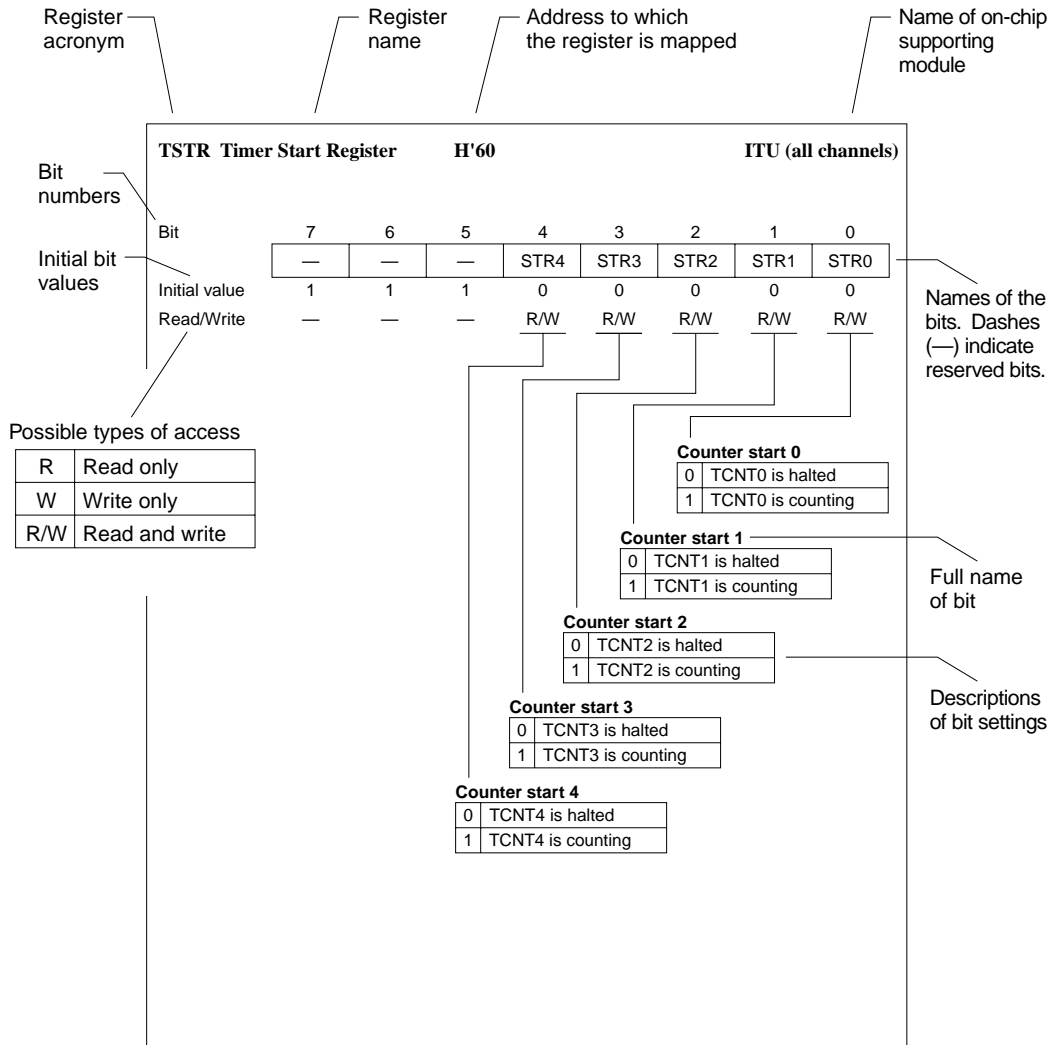 Register
acronym
Register
name
Address to which
the register is mapped
Name of on-chip
supporting
module
TSTR Timer Start Register H'60 ITU (all channels)
Bit
numbers
Bit 7 6 5 4 3 2 1 0
— — — STR4 STR3 STR2 STR1 STR0
Initial bit
values
Initial value 1 1 1 0 0 0 0 0
Read/Write — — — R/W R/W R/W R/W R/W
Names of the
bits. Dashes
(—) indicate
reserved bits.
Possible types of access
R Read only
W Write only
R/W Read and write
Counter start 0
0 TCNT0 is halted
1 TCNT0 is counting
Counter start 1
0 TCNT1 is halted
1 TCNT1 is counting
Full name
of bit
Counter start 2
0 TCNT2 is halted
1 TCNT2 is counting
Descriptions
of bit settings
Counter start 3
0 TCNT3 is halted
1 TCNT3 is counting
Counter start 4
0 TCNT4 is halted
1 TCNT4 is counting